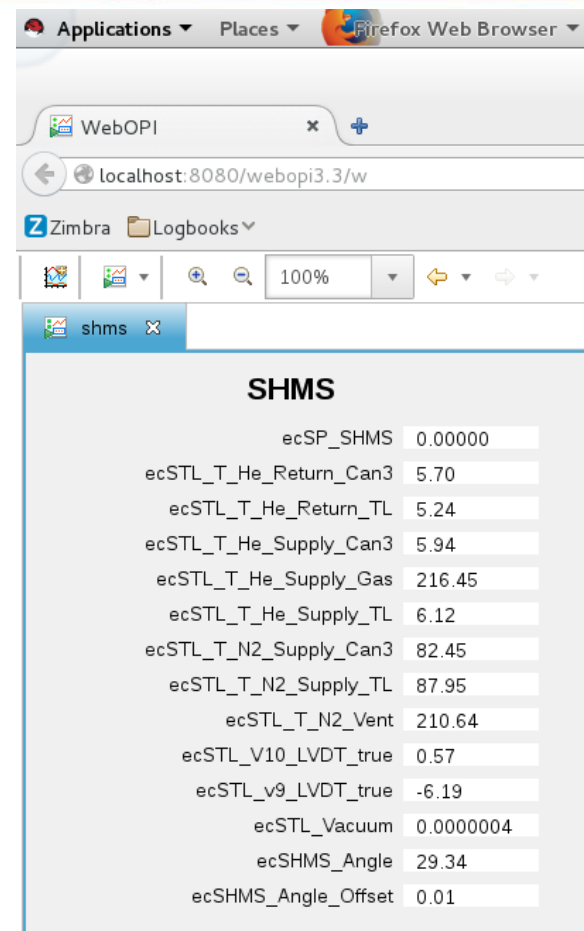 Applications Places Firefox Web Browser
WebOPI
localhost:8080/webopi3.3/w
Zimbra Logbooks
100%
shms
SHMS
ecSP_SHMS 0.00000
ecSTL_T_He_Return_Can3 5.70
ecSTL_T_He_Return_TL 5.24
ecSTL_T_He_Supply_Can3 5.94
ecSTL_T_He_Supply_Gas 216.45
ecSTL_T_He_Supply_TL 6.12
ecSTL_T_N2_Supply_Can3 82.45
ecSTL_T_N2_Supply_TL 87.95
ecSTL_T_N2_Vent 210.64
ecSTL_V10_LVDT_true 0.57
ecSTL_v9_LVDT_true -6.19
ecSTL_Vacuum 0.0000004
ecSHMS_Angle 29.34
ecSHMS_Angle_Offset 0.01